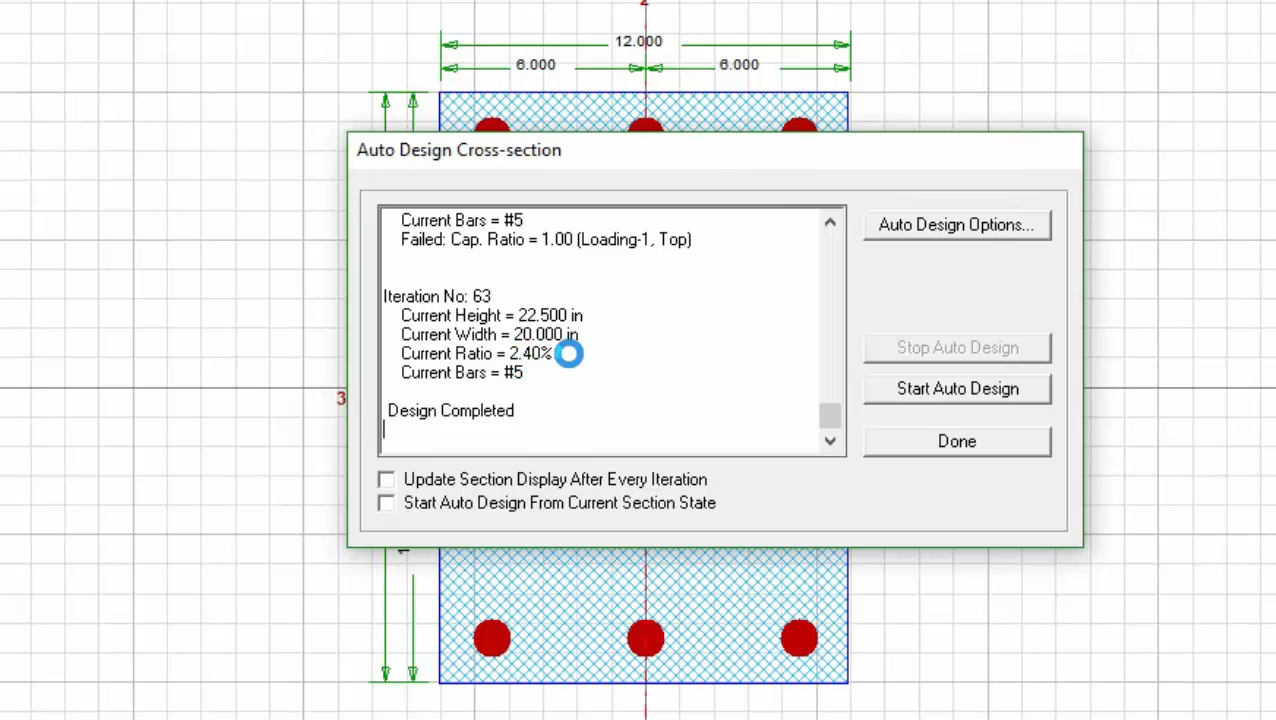 2
12.000
6.000 6.000
Auto Design Cross-section
Current Bars = #5
Failed: Cap. Ratio = 1.00 (Loading-1, Top)
Iteration No: 63
Current Height = 22.500 in
Current Width = 20.000 in
Current Ratio = 2.40%
Current Bars = #5
Design Completed
Auto Design Options...
Stop Auto Design
Start Auto Design
Done
3
Update Section Display After Every Iteration
Start Auto Design From Current Section State